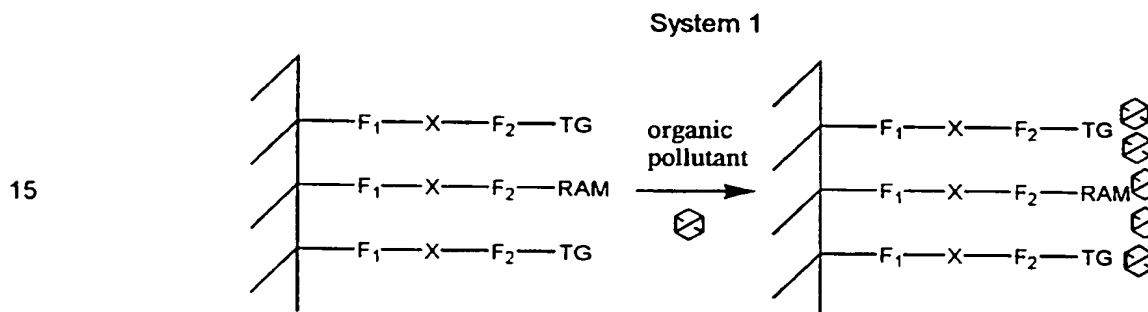 System 1
F₁—X—F₂—TG F₁—X—F₂—TG
organic
pollutant
15 F₁—X—F₂—RAM F₁—X—F₂—RAM
F₁—X—F₂—TG F₁—X—F₂—TG